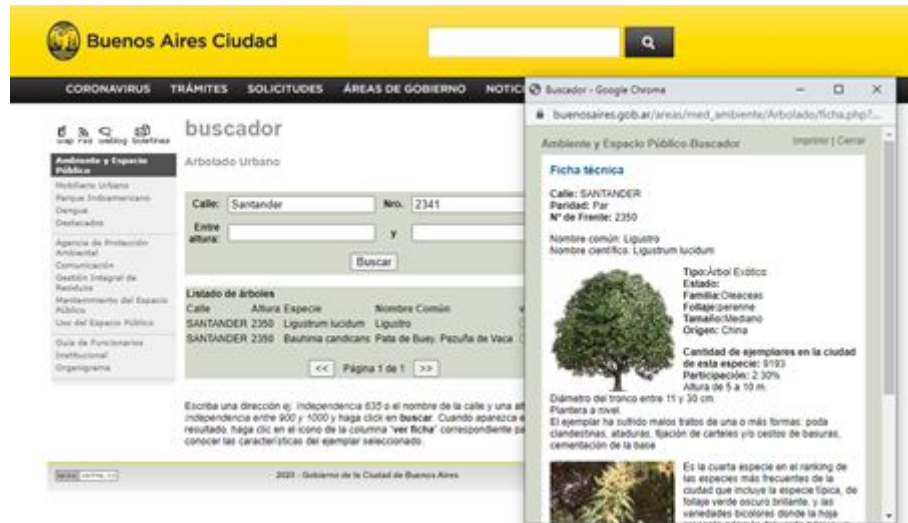 Buenos Aires Ciudad
CORONAVIRUS TRÁMITES SOLICITUDES ÁREAS DE GOBIERNO NOTIC
wap rss weblog boletines
buscador
Arbolado Urbano
Ambiente y Espacio
Público
Mobiliario Urbano
Parque Indoamericano
Dengue
Destacados
Agencia de Protección
Ambiental
Comunicación
Gestión Integral de
Residuos
Mantenimiento del Espacio
Público
Uso del Espacio Público
Guía de Funcionarios
Institucional
Organigrama
Calle: Santander Nro. 2341
Entre
altura: y
Buscar
Listado de árboles
Calle Altura Especie Nombre Común v
SANTANDER 2350 Ligustrum lucidum Ligustro
SANTANDER 2350 Bauhinia candicans Pata de Buey, Pezuña de Vaca
<< Página 1 de 1 >>
Escriba una dirección ej. Independencia 635 o el nombre de la calle y una alt
Independencia entre 900 y 1000 y haga click en buscar. Cuando aparezca e
resultado, haga clic en el icono de la columna "ver ficha" correspondiente pa
conocer las características del ejemplar seleccionado.
2020 - Gobierno de la Ciudad de Buenos Aires
Buscador - Google Chrome
buenosaires.gob.ar/areas/med_ambiente/Arbolado/ficha.php?...
Ambiente y Espacio Público-Buscador Imprimir | Cerrar
Ficha técnica
Calle: SANTANDER
Paridad: Par
Nº de Frente: 2350
Nombre común: Ligustro
Nombre científico: Ligustrum lucidum
Tipo:Árbol Exótico
Estado:
Familia:Oleaceas
Follaje:perenne
Tamaño:Mediano
Origen: China
Cantidad de ejemplares en la ciudad
de esta especie: 9193
Participación: 2.30%
Altura de 5 a 10 m.
Diámetro del tronco entre 11 y 30 cm.
Plantera a nivel.
El ejemplar ha sufrido malos tratos de una o más formas: poda
clandestinas, ataduras, fijación de carteles y/o cestos de basuras,
cementación de la base
Es la cuarta especie en el ranking de
las especies más frecuentes de la
ciudad que incluye la especie típica, de
follaje verde oscuro brillante, y las
variedades bicolores donde la hoja